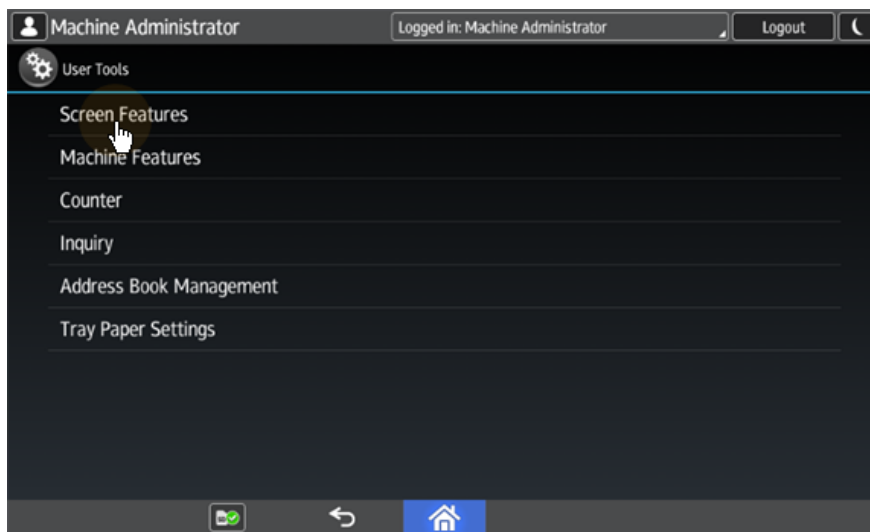 Machine Administrator
Logged in: Machine Administrator
Logout
User Tools
Screen Features
Machine Features
Counter
Inquiry
Address Book Management
Tray Paper Settings